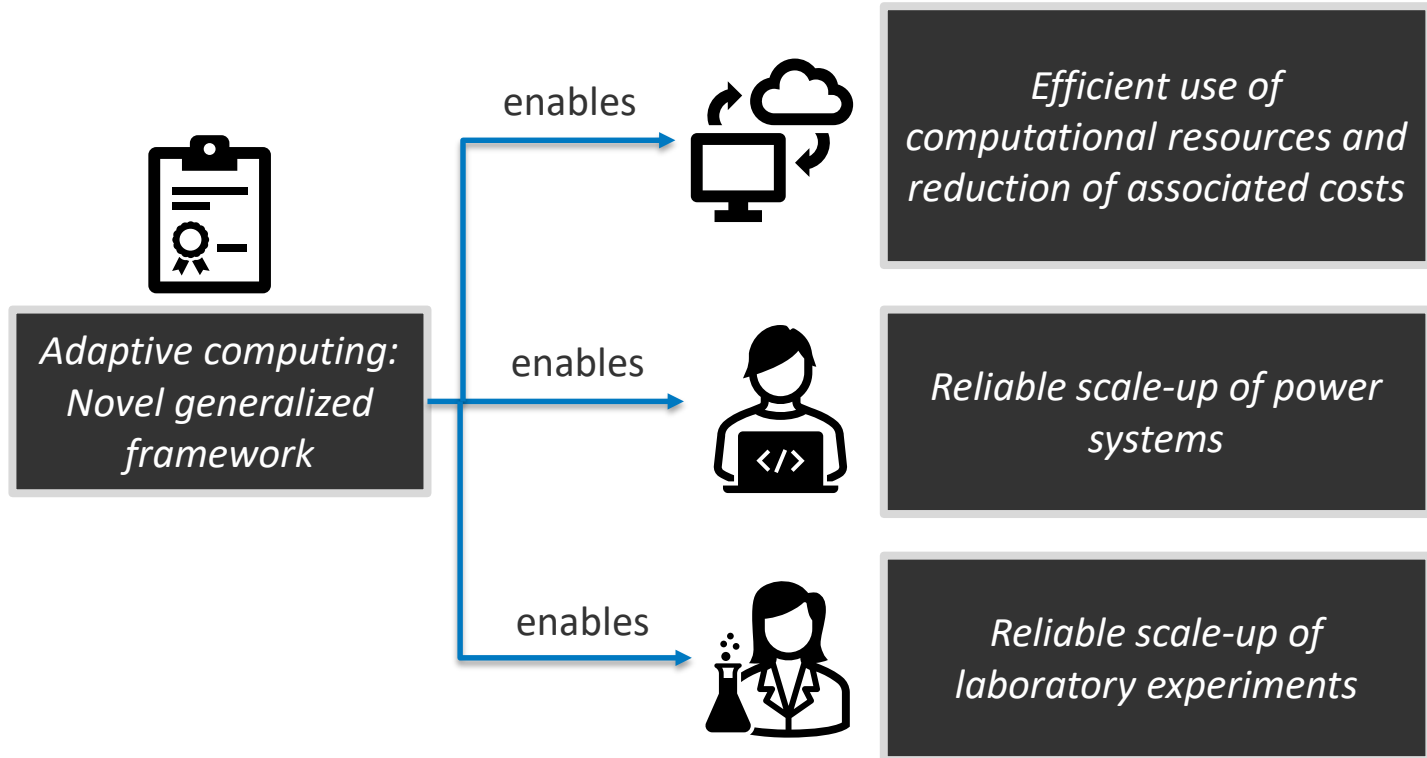 enables
Efficient use of
computational resources and
reduction of associated costs
Adaptive computing:
Novel generalized
framework
enables
</>
Reliable scale-up of power
systems
enables
Reliable scale-up of
laboratory experiments